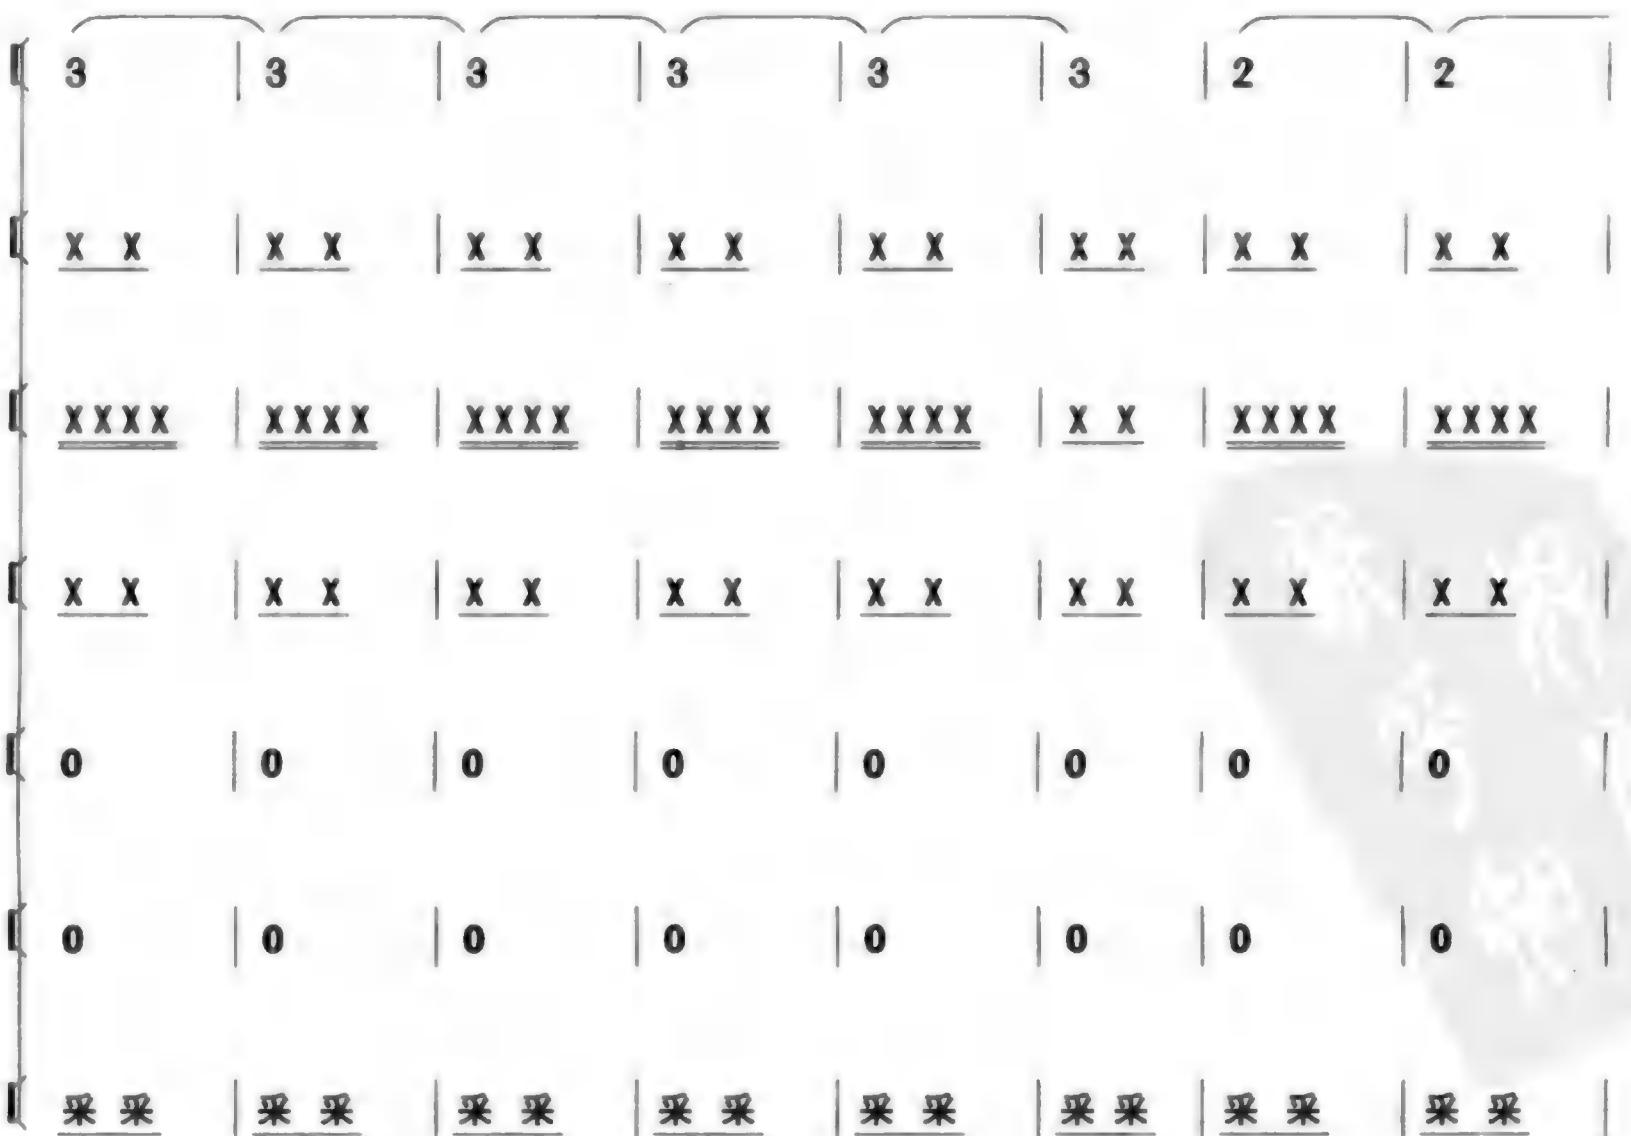 3 | 3 | 3 | 3 | 3 | 3 | 2 | 2 |
X X | X X | X X | X X | X X | X X | X X | X X |
XXXX | XXXX | XXXX | XXXX | XXXX | X X | XXXX | XXXX |
X X | X X | X X | X X | X X | X X | X X | X X |
0 | 0 | 0 | 0 | 0 | 0 | 0 | 0 |
0 | 0 | 0 | 0 | 0 | 0 | 0 | 0 |
采 采 | 采 采 | 采 采 | 采 采 | 采 采 | 采 采 | 采 采 | 采 采 |